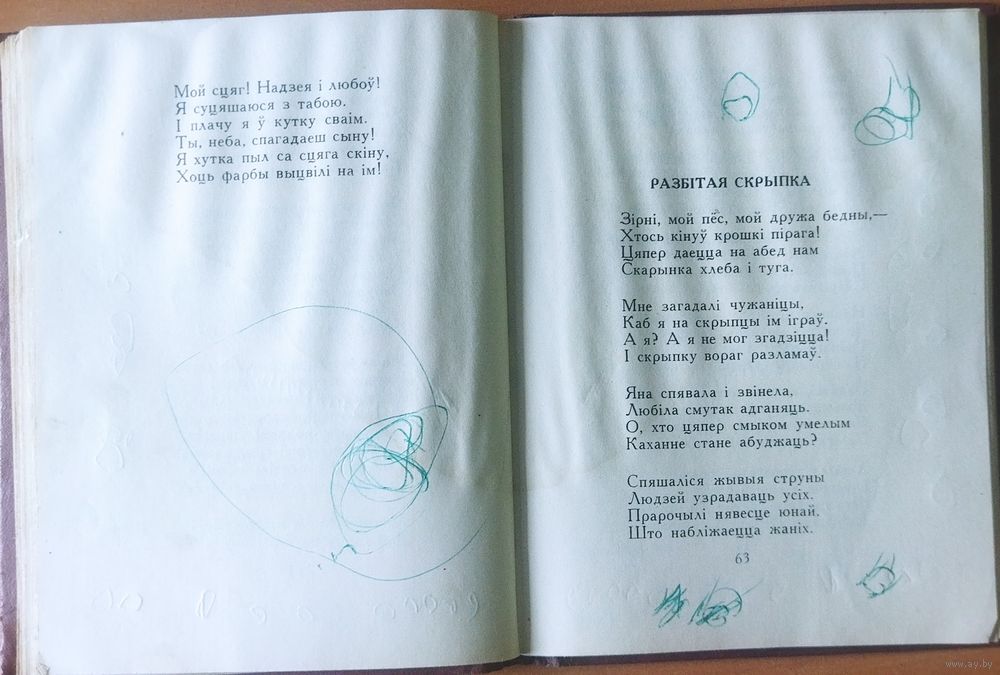 Мой сцяг! Надзея і любоў!
Я суцяшаюся з табою.
І плачу я ў кутку сваім.
Ты, неба, спагадаеш сыну!
Я хутка пыл са сцяга скіну,
Хоць фарбы выцвілі на ім!
РАЗБІТАЯ СКРЫПКА
Зірні, мой пёс, мой дружа бедны,—
Хтось кінуў крошкі пірага!
Цяпер даецца на абед нам
Скарынка хлеба і туга.
Мне загадалі чужаніцы,
Каб я на скрыпцы ім іграў.
А я? А я не мог згадзіцца!
І скрыпку вораг разламаў.
Яна спявала і звінела,
Любіла смутак адганяць.
О, хто цяпер смыком умелым
Каханне стане абуджаць?
Спяшаліся жывыя струны
Людзей узрадаваць усіх.
Прарочылі нявесце юнай,
Што набліжаецца жаніх.
63
www.ay.by